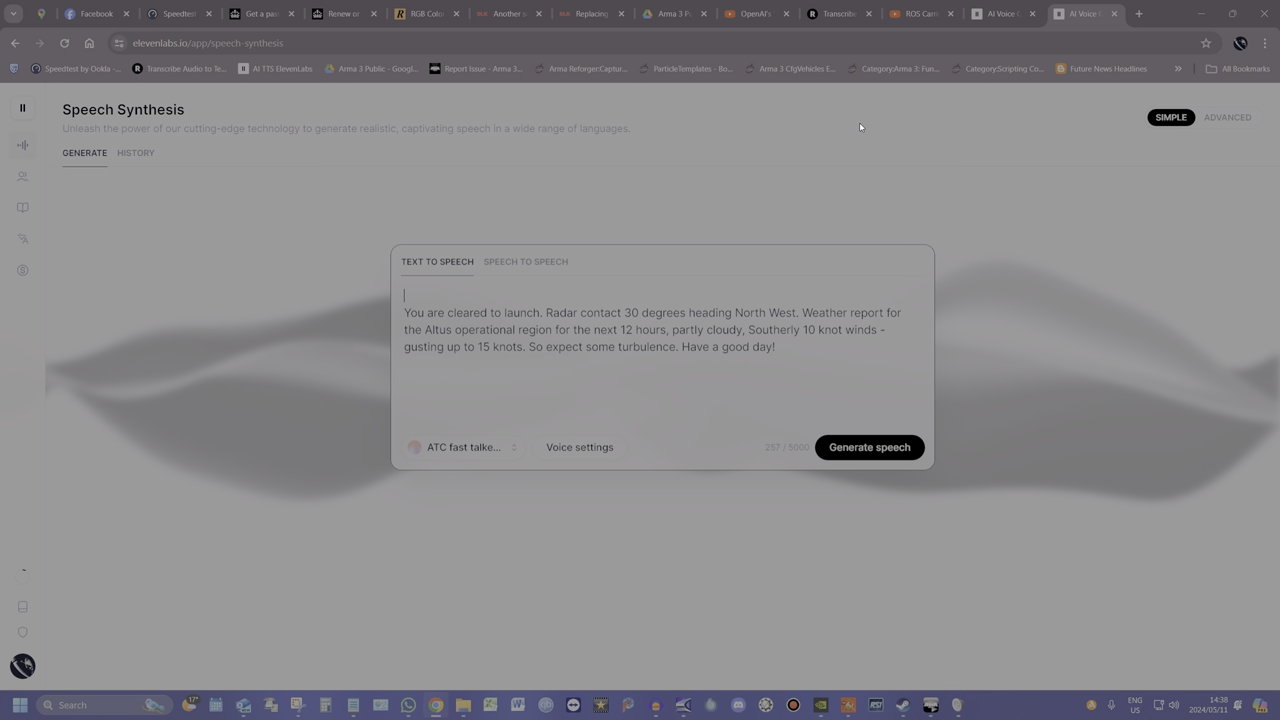 Facebook
Speedtest
Get a pas
Renew or
RGB Colo
Another s
Replacing
Arma 3 P
OpenAI's
Transcribe
ROS Carri
AI Voice G
AI Voice G
elevenlabs.io/app/speech-synthesis
Speedtest by Ookla -...
Transcribe Audio to Te...
AI TTS ElevenLabs
Arma 3 Public - Googl...
Report Issue - Arma 3...
Arma Reforger:Captur...
ParticleTemplates - Bo...
Arma 3 CfgVehicles E...
Category:Arma 3: Fun...
Category:Scripting Co...
Future News Headlines
All Bookmarks
Speech Synthesis
Unleash the power of our cutting-edge technology to generate realistic, captivating speech in a wide range of languages.
SIMPLE
ADVANCED
GENERATE
HISTORY
TEXT TO SPEECH
SPEECH TO SPEECH
You are cleared to launch. Radar contact 30 degrees heading North West. Weather report for
the Altus operational region for the next 12 hours, partly cloudy, Southerly 10 knot winds -
gusting up to 15 knots. So expect some turbulence. Have a good day!
ATC fast talke...
Voice settings
257 / 5000
Generate speech
Search
17°
ENG
US
14:38
2024/05/11